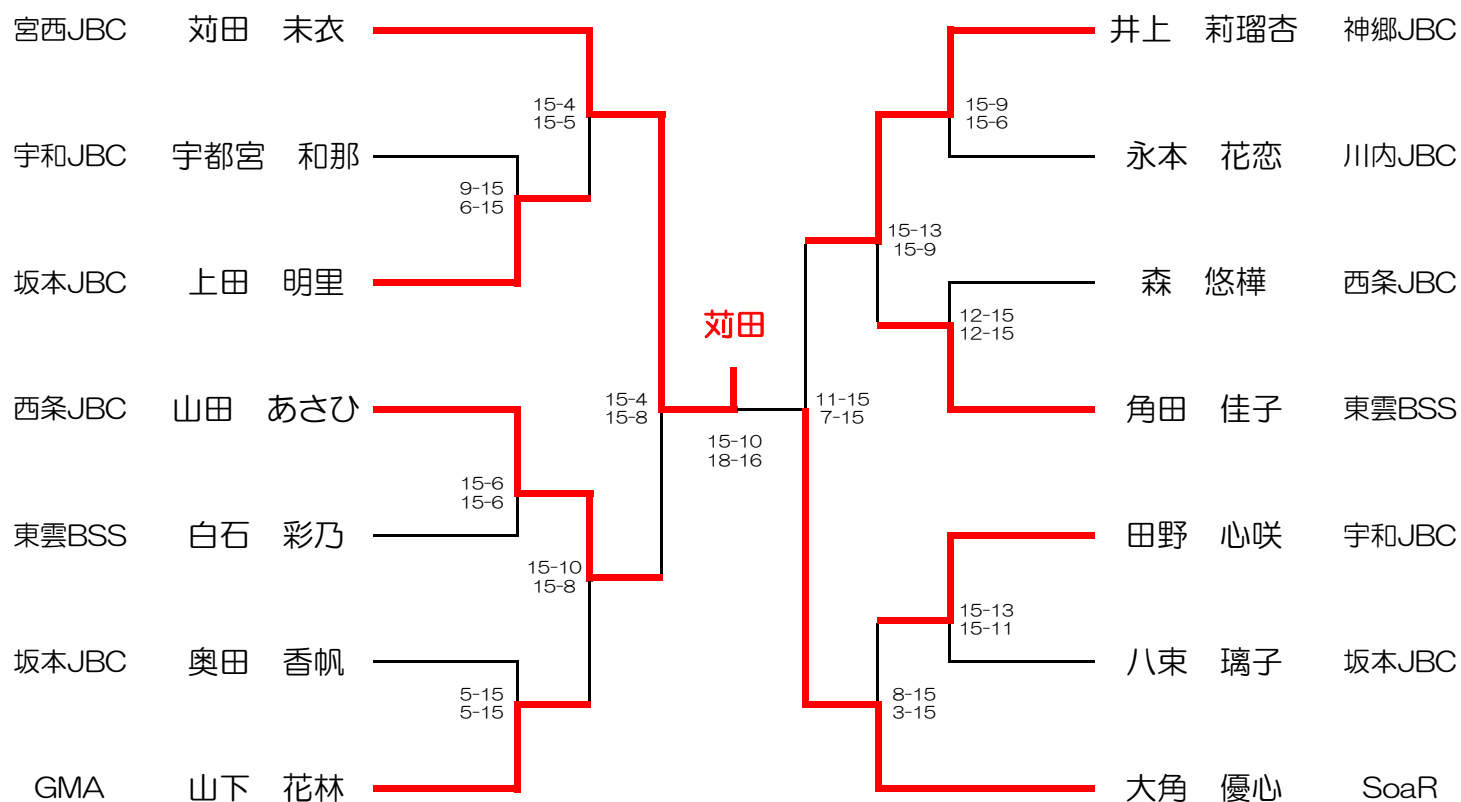 宮西JBC 苅田 未衣
井上 莉瑠杏 神郷JBC
15-4
15-5
15-9
15-6
宇和JBC 宇都宮 和那
永本 花恋 川内JBC
9-15
6-15
15-13
15-9
坂本JBC 上田 明里
森 悠樺 西条JBC
苅田
12-15
12-15
西条JBC 山田 あさひ
角田 佳子 東雲BSS
15-4
15-8
11-15
7-15
15-10
18-16
15-6
15-6
東雲BSS 白石 彩乃
田野 心咲 宇和JBC
15-10
15-8
15-13
15-11
坂本JBC 奥田 香帆
八束 璃子 坂本JBC
5-15
5-15
8-15
3-15
GMA 山下 花林
大角 優心 SoaR